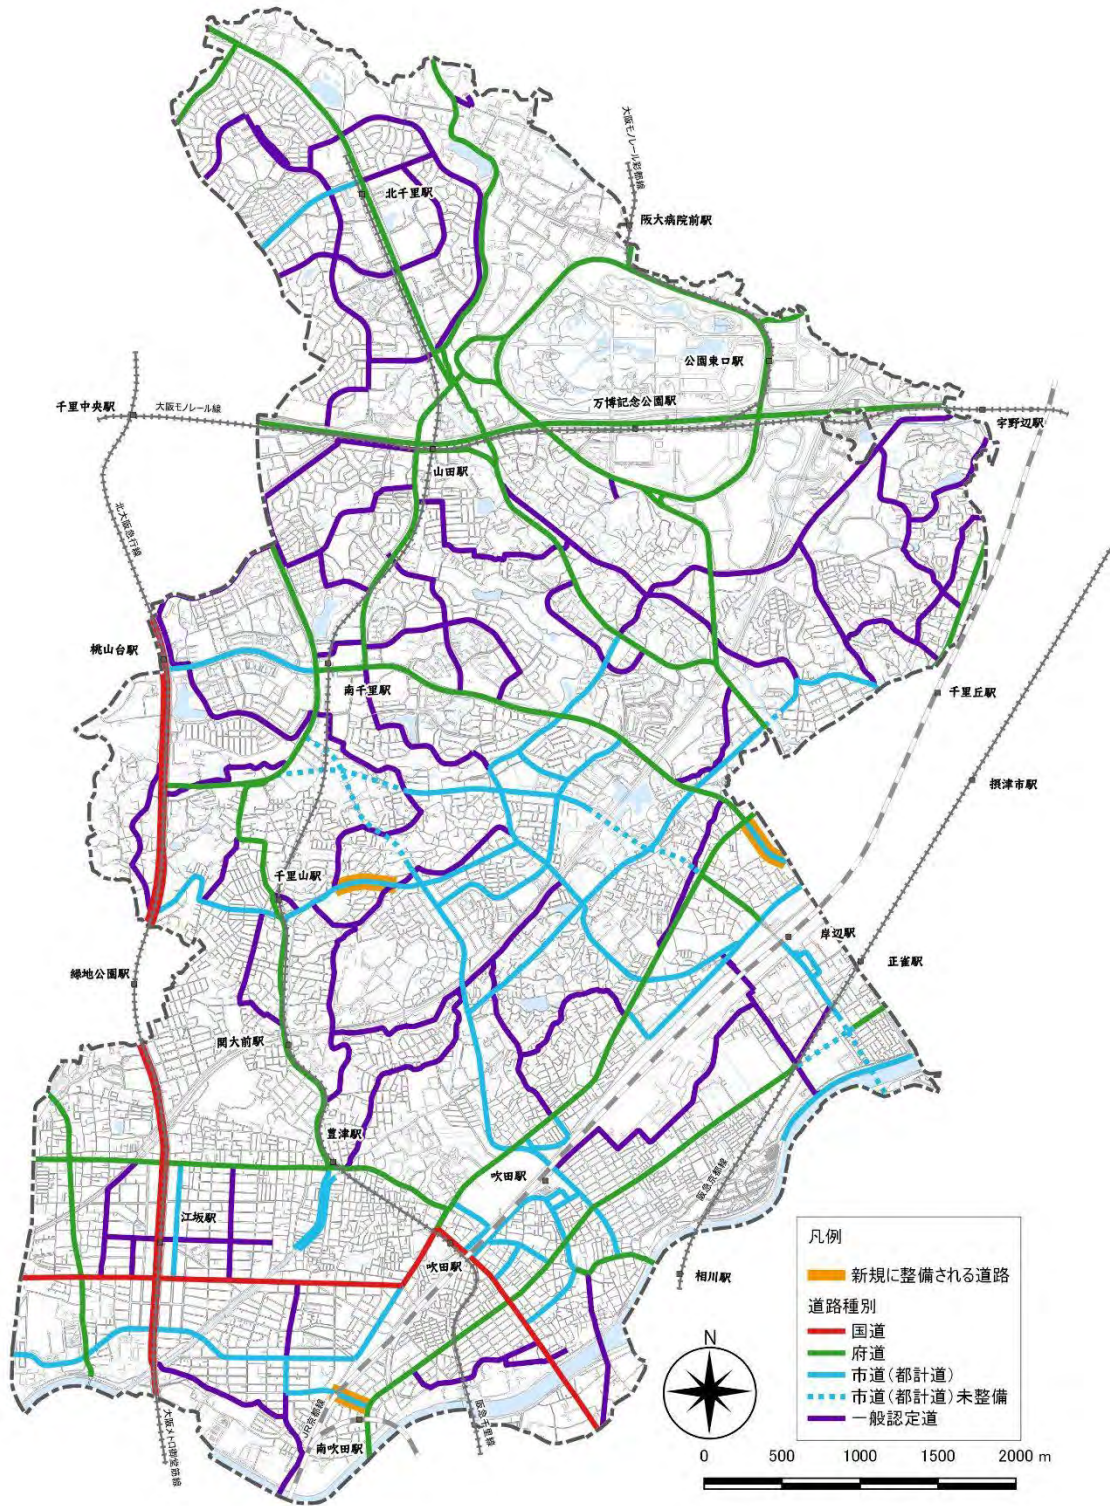 大阪モノレール彩都線
北千里駅
阪大病院前駅
公園東口駅
万博記念公園駅
千里中央駅
大阪モノレール線
宇野辺駅
山田駅
北大阪急行線
桃山台駅
南千里駅
千里丘駅
摂津市駅
千里山駅
岸辺駅
正雀駅
緑地公園駅
関大前駅
豊津駅
吹田駅
阪急京都線
江坂駅
吹田駅
相川駅
JR京都線
阪急千里線
南吹田駅
大阪メトロ御堂筋線
凡例
新規に整備される道路
道路種別
国道
府道
市道(都計道)
市道(都計道)未整備
一般認定道
N
0 500 1000 1500 2000 m